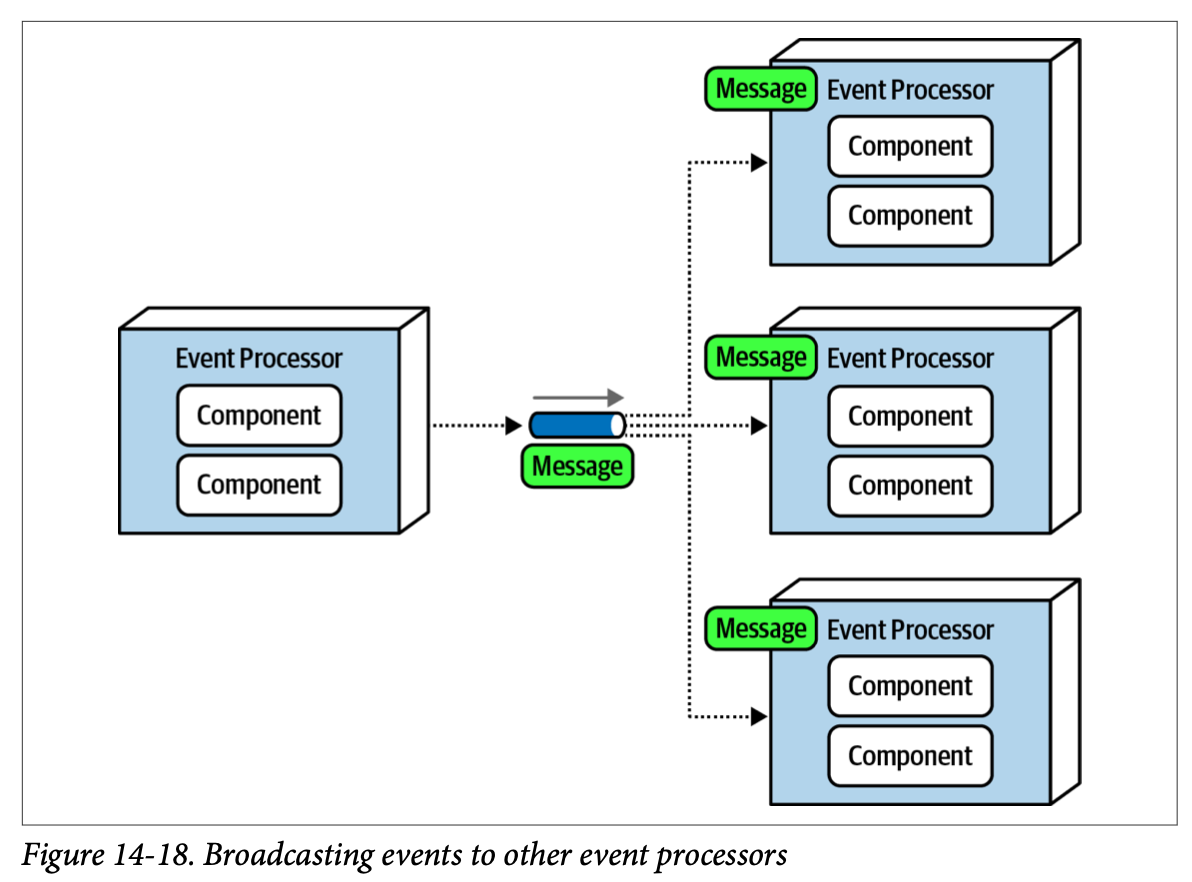 Message
Event Processor
Component
Component
Event Processor
Component
Component
Message
Message
Event Processor
Component
Component
Message
Event Processor
Component
Component
Figure 14-18. Broadcasting events to other event processors